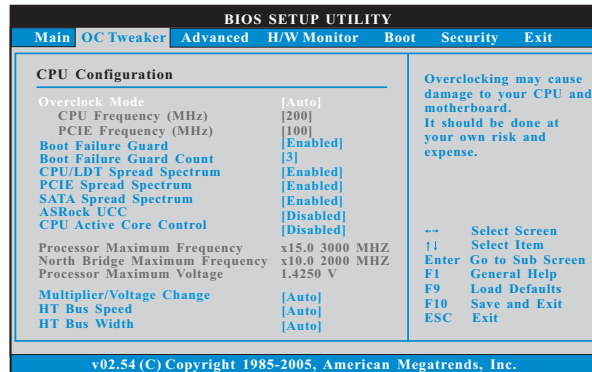 BIOS SETUP UTILITY
Main OC Tweaker Advanced H/W Monitor Boot Security Exit
CPU Configuration
Overclock Mode [Auto]
CPU Frequency (MHz) [200]
PCIE Frequency (MHz) [100]
Boot Failure Guard [Enabled]
Boot Failure Guard Count [3]
CPU/LDT Spread Spectrum [Enabled]
PCIE Spread Spectrum [Enabled]
SATA Spread Spectrum [Enabled]
ASRock UCC [Disabled]
CPU Active Core Control [Disabled]
Processor Maximum Frequency x15.0 3000 MHZ
North Bridge Maximum Frequency x10.0 2000 MHZ
Processor Maximum Voltage 1.4250 V
Multiplier/Voltage Change [Auto]
HT Bus Speed [Auto]
HT Bus Width [Auto]
Overclocking may cause
damage to your CPU and
motherboard.
It should be done at
your own risk and
expense.
←→ Select Screen
↑↓ Select Item
Enter Go to Sub Screen
F1 General Help
F9 Load Defaults
F10 Save and Exit
ESC Exit
v02.54 (C) Copyright 1985-2005, American Megatrends, Inc.